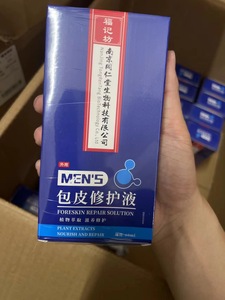 福记坊
南京同仁堂生物科技有限公司
MEN'S
包皮修护液
FORESKIN REPAIR SOLUTION
植物萃取 滋养修护
PLANT EXTRACTS
NOURISH AND REPAIR